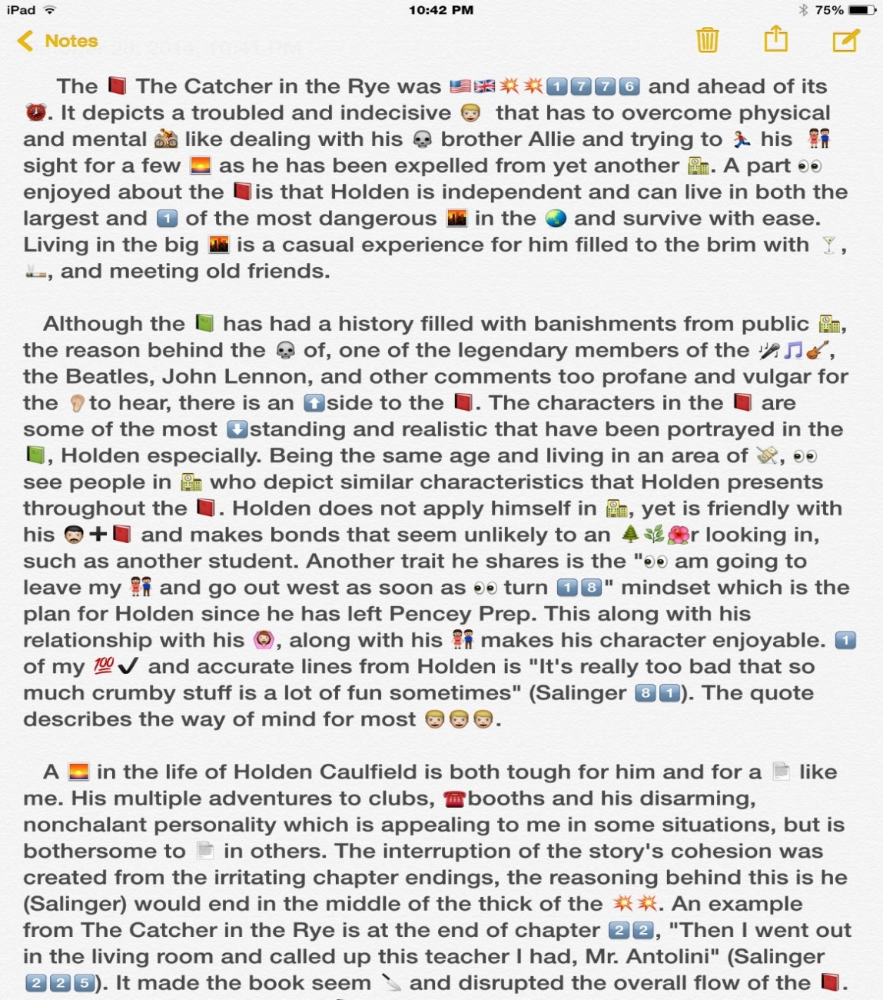 iPad 10:42 PM 75%
Notes
The 📕 The Catcher in the Rye was 🇺🇸🇬🇧💥💥1️⃣7️⃣7️⃣6️⃣ and ahead of its
⏰. It depicts a troubled and indecisive 👱 that has to overcome physical
and mental 🚵 like dealing with his 💀 brother Allie and trying to 🏃 his 👫
sight for a few 🌅 as he has been expelled from yet another 🏫. A part 👀
enjoyed about the 📕is that Holden is independent and can live in both the
largest and 1️⃣ of the most dangerous 🌇 in the 🌏 and survive with ease.
Living in the big 🌇 is a casual experience for him filled to the brim with 🍸,
🚬, and meeting old friends.
Although the 📗 has had a history filled with banishments from public 🏫,
the reason behind the 💀 of, one of the legendary members of the 🎤🎵🎸,
the Beatles, John Lennon, and other comments too profane and vulgar for
the 👂to hear, there is an ⬆️side to the 📕. The characters in the 📕 are
some of the most ⬇️standing and realistic that have been portrayed in the
📗, Holden especially. Being the same age and living in an area of 💸, 👀
see people in 🏫 who depict similar characteristics that Holden presents
throughout the 📕. Holden does not apply himself in 🏫, yet is friendly with
his 👨➕📕 and makes bonds that seem unlikely to an 🌲🌿🌺r looking in,
such as another student. Another trait he shares is the "👀 am going to
leave my 👫 and go out west as soon as 👀 turn 1️⃣8️⃣" mindset which is the
plan for Holden since he has left Pencey Prep. This along with his
relationship with his 🙆, along with his 👫 makes his character enjoyable. 1️⃣
of my 💯✔️ and accurate lines from Holden is "It's really too bad that so
much crumby stuff is a lot of fun sometimes" (Salinger 8️⃣1️⃣). The quote
describes the way of mind for most 👱👱👱.
A 🌅 in the life of Holden Caulfield is both tough for him and for a 📄 like
me. His multiple adventures to clubs, ☎️booths and his disarming,
nonchalant personality which is appealing to me in some situations, but is
bothersome to 📄 in others. The interruption of the story's cohesion was
created from the irritating chapter endings, the reasoning behind this is he
(Salinger) would end in the middle of the thick of the 💥💥. An example
from The Catcher in the Rye is at the end of chapter 2️⃣2️⃣, "Then I went out
in the living room and called up this teacher I had, Mr. Antolini" (Salinger
2️⃣2️⃣5️⃣). It made the book seem 🔪 and disrupted the overall flow of the 📕.